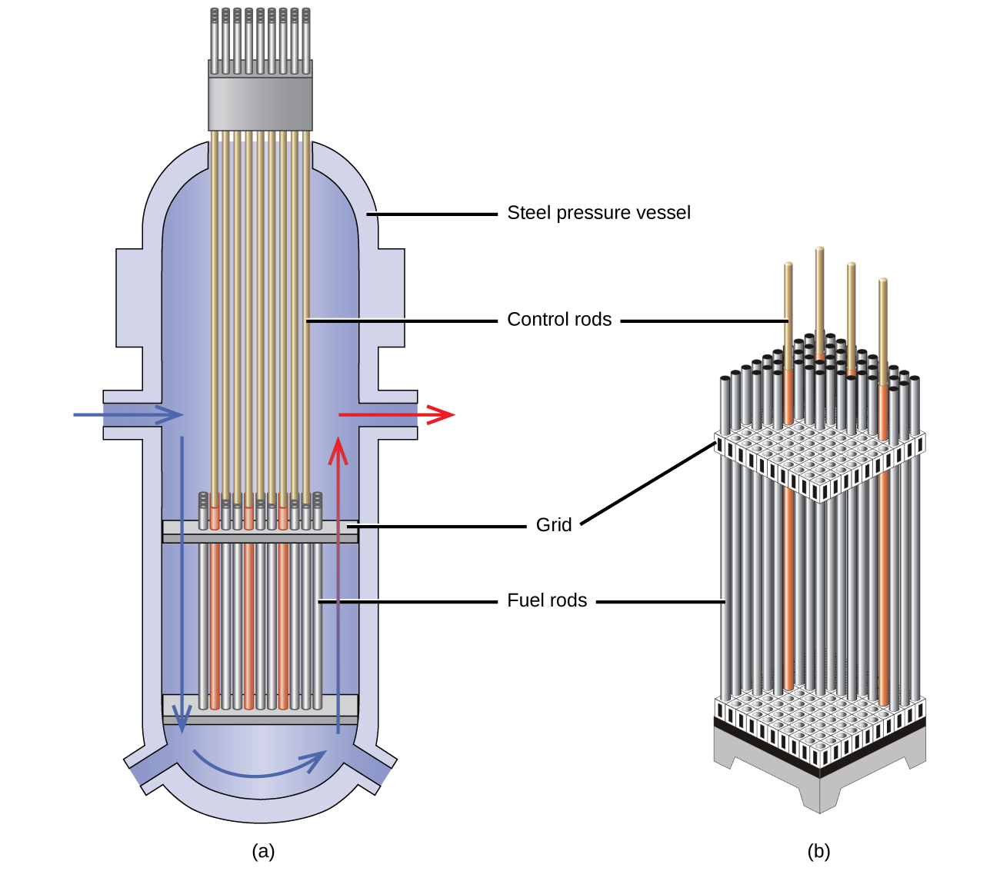 Steel pressure vessel
Control rods
Grid
Fuel rods
(a)
(b)